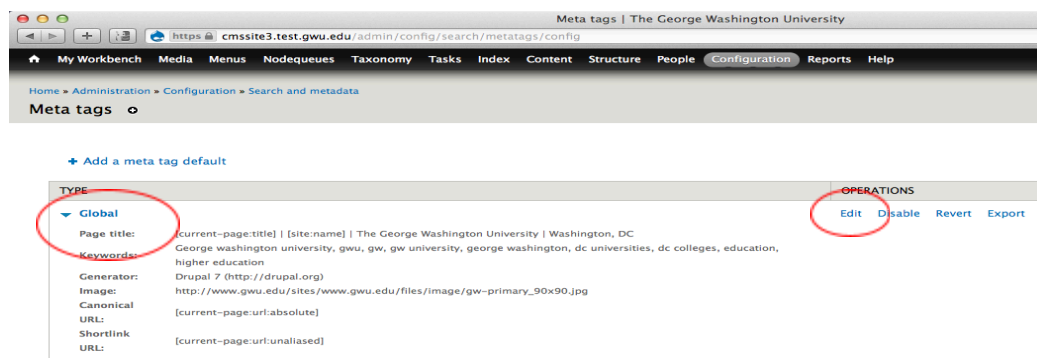 Meta tags | The George Washington University
https cmssite3.test.gwu.edu/admin/config/search/metatags/config
My Workbench Media Menus Nodequeues Taxonomy Tasks Index Content Structure People Configuration Reports Help
Home » Administration » Configuration » Search and metadata
Meta tags
+ Add a meta tag default
TYPE OPERATIONS
Global Edit Disable Revert Export
Page title: [current-page:title] | [site:name] | The George Washington University | Washington, DC
Keywords: George washington university, gwu, gw, gw university, george washington, dc universities, dc colleges, education,
higher education
Generator: Drupal 7 (http://drupal.org)
Image: http://www.gwu.edu/sites/www.gwu.edu/files/image/gw-primary_90x90.jpg
Canonical
URL: [current-page:url:absolute]
Shortlink
URL: [current-page:url:unaliased]